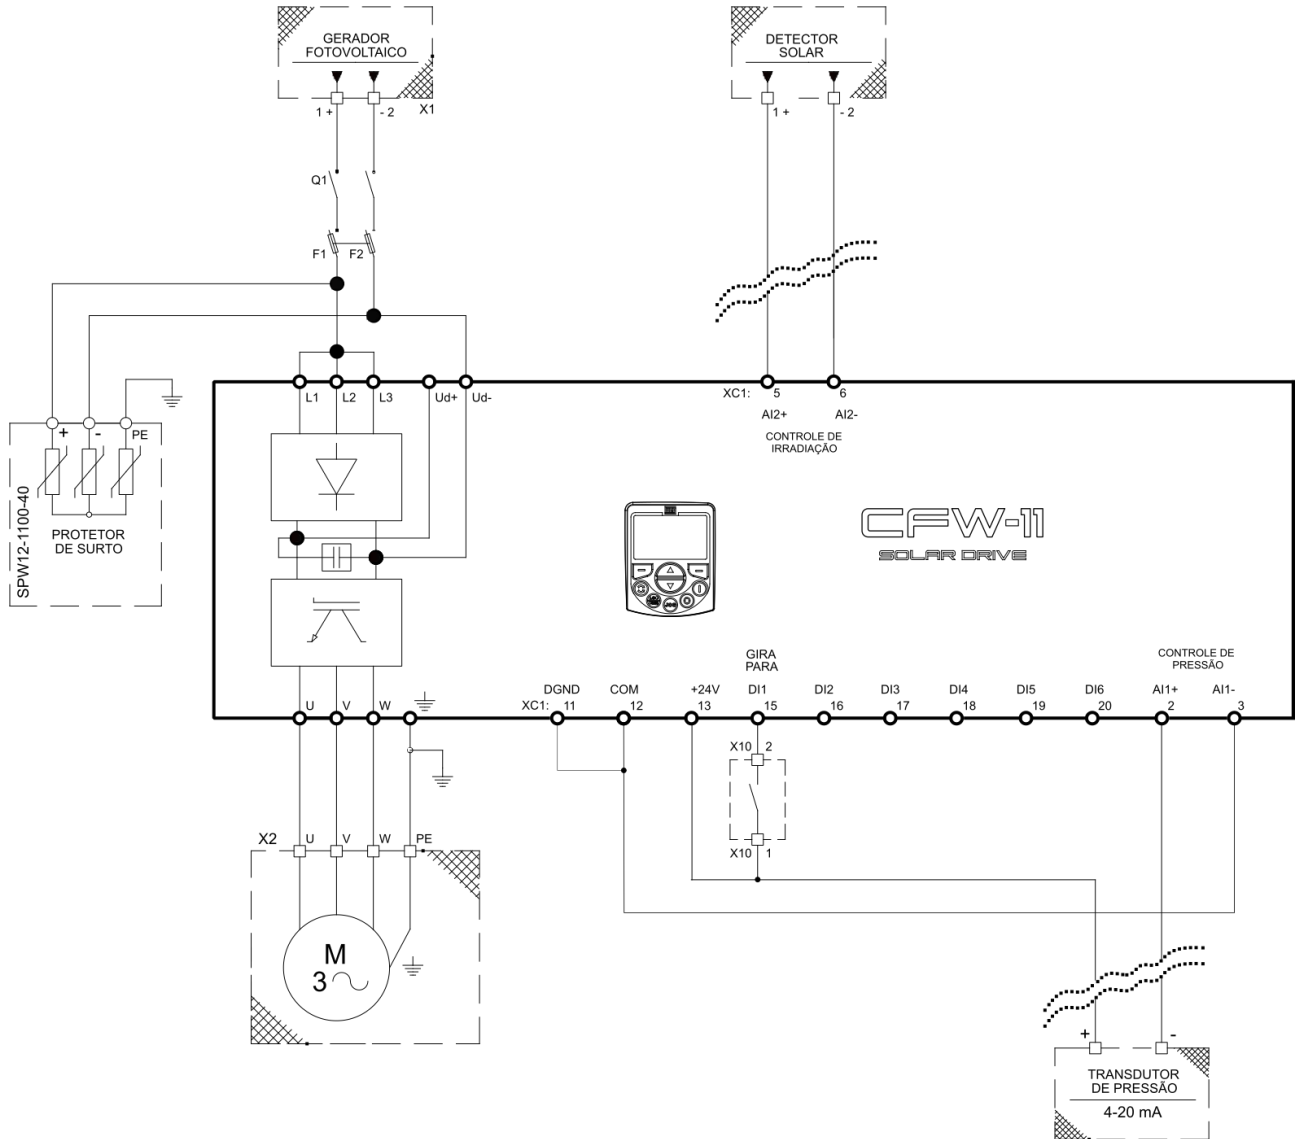 GERADOR
FOTOVOLTAICO
1 + - 2 X1
DETECTOR
SOLAR
1 + - 2
Q1
F1 F2
L1 L2 L3 Ud+ Ud-
XC1: 5 6
AI2+ AI2-
CONTROLE DE
IRRADIAÇÃO
+ - PE
SPW12-1100-40
PROTETOR
DE SURTO
CFW-11
SOLAR DRIVE
GIRA
PARA
CONTROLE DE
PRESSÃO
DGND COM +24V DI1 DI2 DI3 DI4 DI5 DI6 AI1+ AI1-
U V W
XC1: 11 12 13 15 16 17 18 19 20 2 3
X10 2
X10 1
X2 U V W PE
M
3
+ -
TRANSDUTOR
DE PRESSÃO
4-20 mA